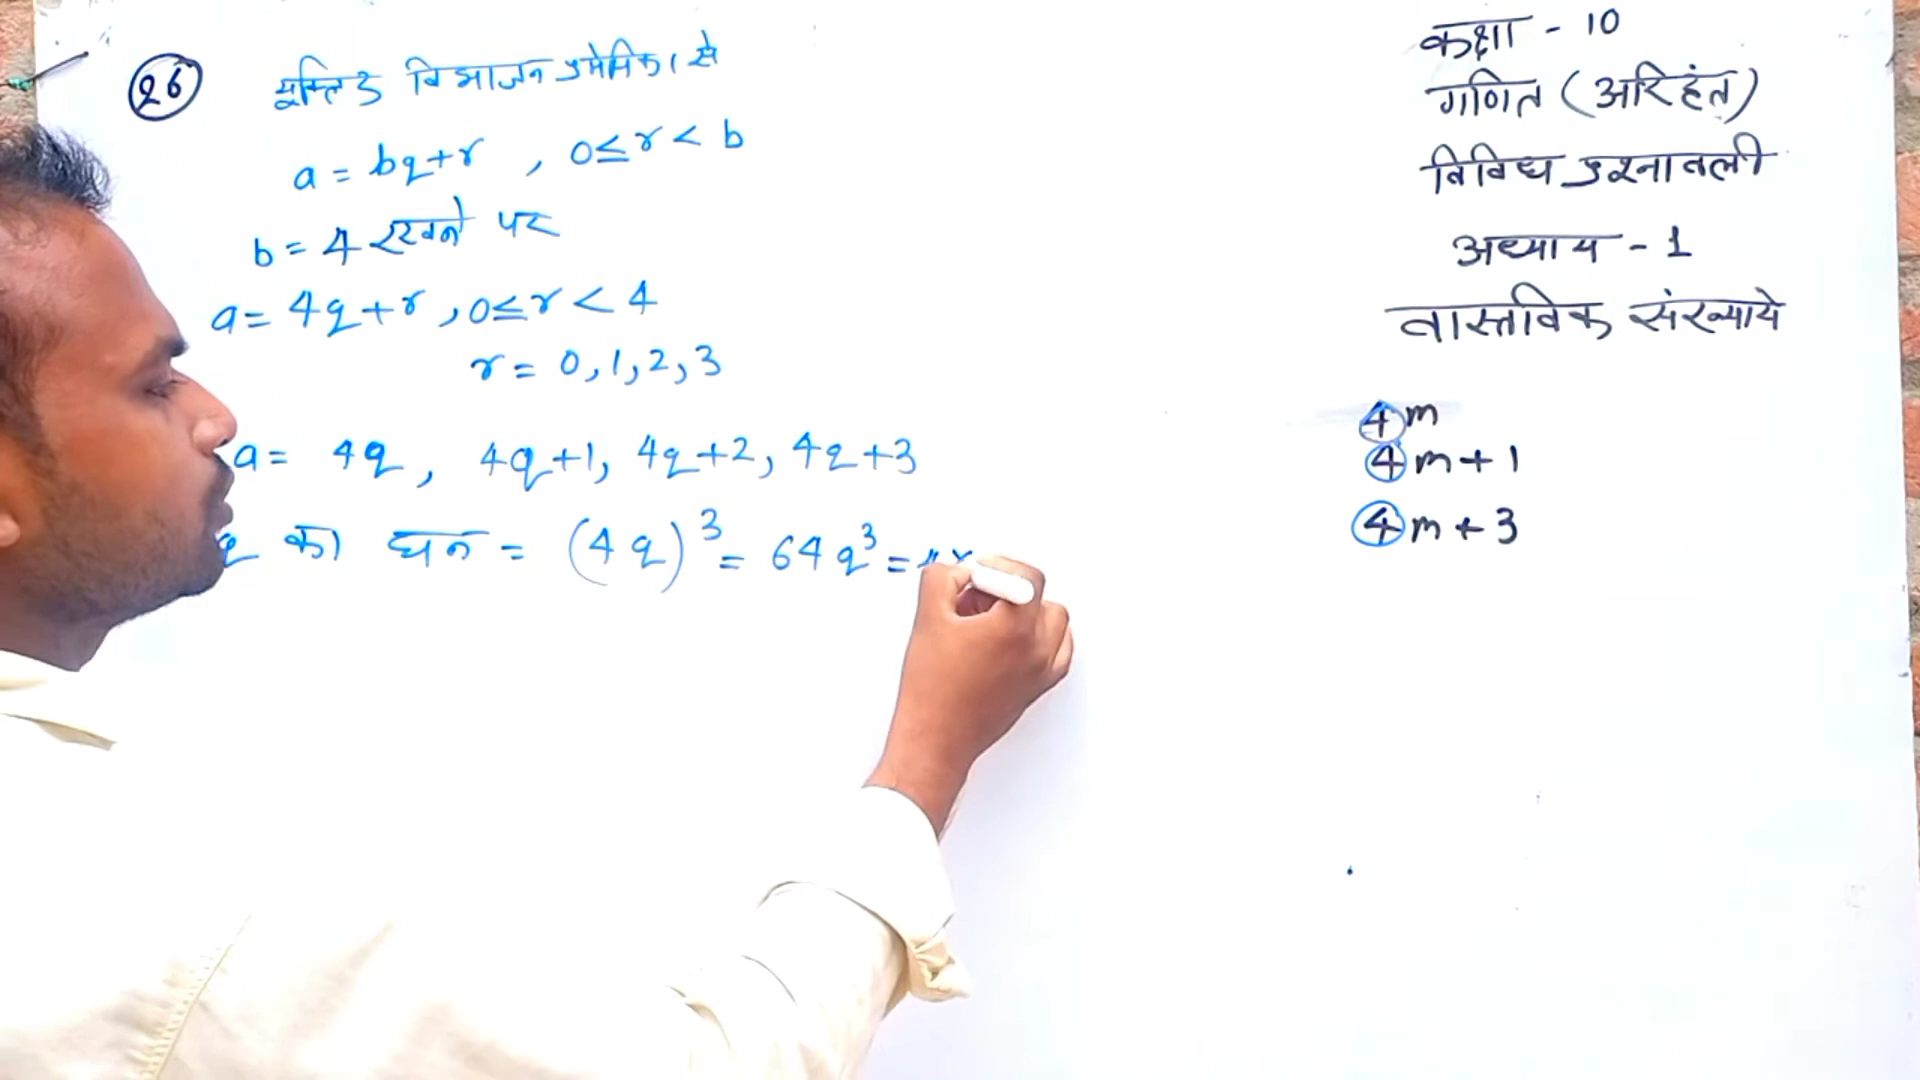 26 यूक्लिड विभाजन प्रमेयिका से
a = bq+r , 0≤r < b
b = 4 रखने पर
a = 4q+r , 0≤r < 4
r = 0, 1, 2, 3
a = 4q , 4q+1, 4q+2, 4q+3
q का घन = (4q)³ = 64q³ = 4×
कक्षा - 10
गणित (अरिहंत)
विविध प्रश्नावली
अध्याय - 1
वास्तविक संख्याये
4m
4m+1
4m+3